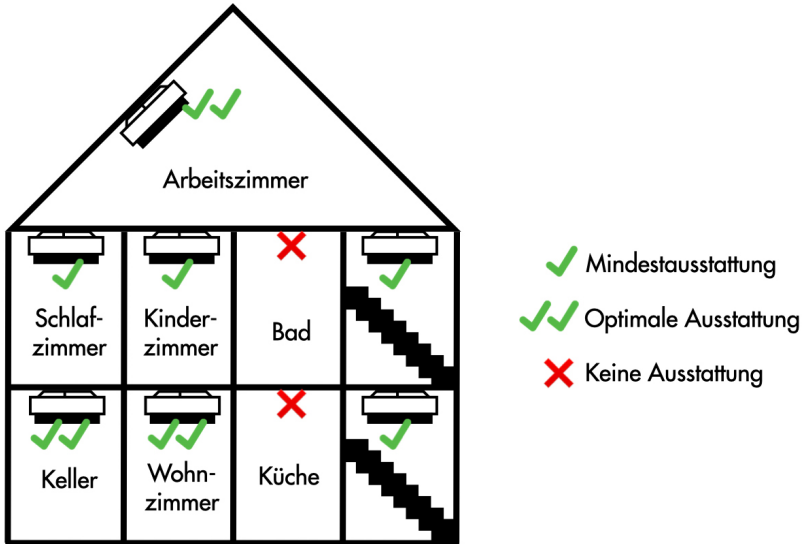 Arbeitszimmer
Schlaf-
zimmer
Kinder-
zimmer
Bad
Keller
Wohn-
zimmer
Küche
Mindestausstattung
Optimale Ausstattung
Keine Ausstattung